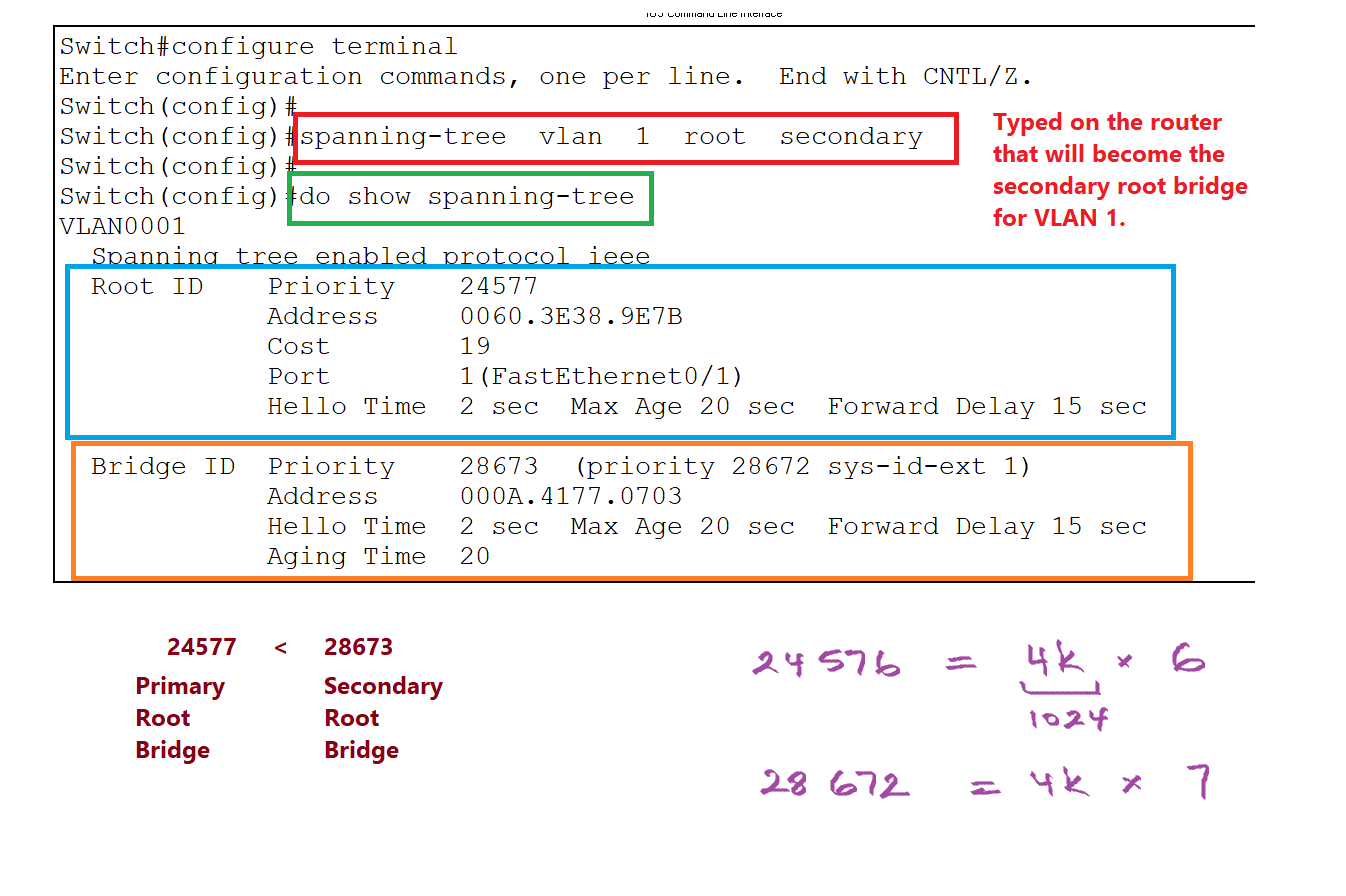 IOS Command Line Interface
Switch#configure terminal
Enter configuration commands, one per line.  End with CNTL/Z.
Switch(config)#
Switch(config)#spanning-tree  vlan  1  root  secondary
Switch(config)#
Switch(config)#do show spanning-tree
VLAN0001
  Spanning tree enabled protocol ieee
  Root ID    Priority    24577
             Address     0060.3E38.9E7B
             Cost        19
             Port        1(FastEthernet0/1)
             Hello Time  2 sec  Max Age 20 sec  Forward Delay 15 sec
  Bridge ID  Priority    28673  (priority 28672 sys-id-ext 1)
             Address     000A.4177.0703
             Hello Time  2 sec  Max Age 20 sec  Forward Delay 15 sec
             Aging Time  20
Typed on the router
that will become the
secondary root bridge
for VLAN 1.
24577 < 28673
Primary Secondary
Root Root
Bridge Bridge
24576 = 4k × 6
1024
28672 = 4k × 7